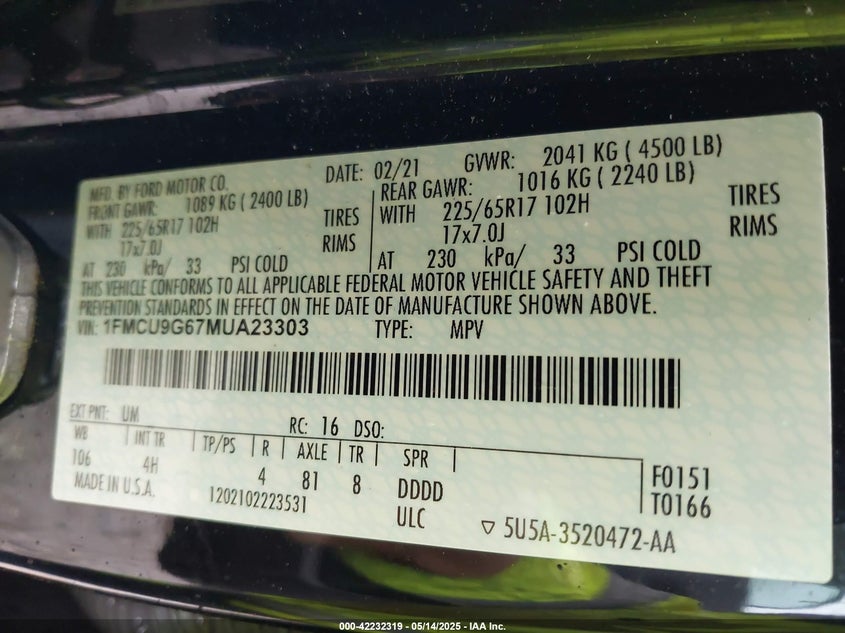 MFD. BY FORD MOTOR CO. DATE: 02/21 GVWR: 2041 KG ( 4500 LB)
FRONT GAWR: 1089 KG ( 2400 LB) REAR GAWR: 1016 KG ( 2240 LB)
WITH 225/65R17 102H TIRES WITH 225/65R17 102H TIRES
17x7.0J RIMS 17x7.0J RIMS
AT 230 kPa/ 33 PSI COLD AT 230 kPa/ 33 PSI COLD
THIS VEHICLE CONFORMS TO ALL APPLICABLE FEDERAL MOTOR VEHICLE SAFETY AND THEFT
PREVENTION STANDARDS IN EFFECT ON THE DATE OF MANUFACTURE SHOWN ABOVE.
VIN: 1FMCU9G67MUA23303 TYPE: MPV
EXT PNT: UM RC: 16 DSO:
WB INT TR TP/PS R AXLE TR SPR
106 4H 4 81 8 DDDD F0151
MADE IN U.S.A. 1202102223531 ULC T0166
5U5A-3520472-AA
000-42232319 - 05/14/2025 - IAA Inc.